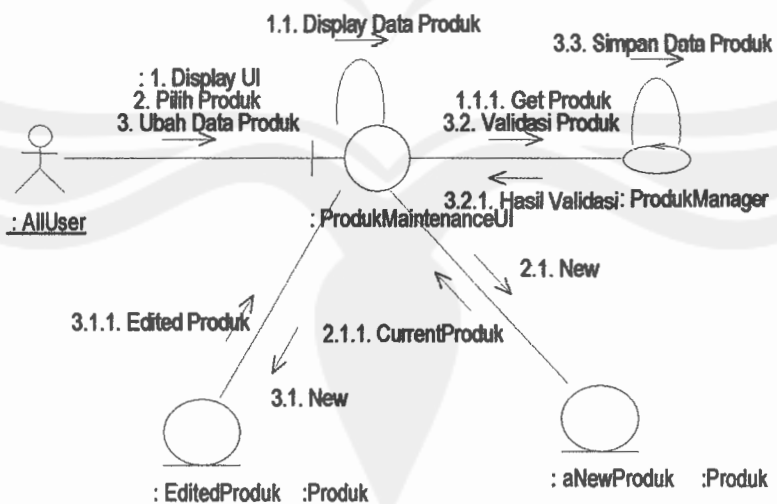 1.1. Display Data Produk
3.3. Simpan Data Produk
: 1. Display UI
2. Pilih Produk
3. Ubah Data Produk
1.1.1. Get Produk
3.2. Validasi Produk
3.2.1. Hasil Validasi
: ProdukManager
: AllUser
: ProdukMaintenanceUI
2.1. New
3.1.1. Edited Produk
2.1.1. CurrentProduk
3.1. New
: EditedProduk :Produk
: aNewProduk :Produk